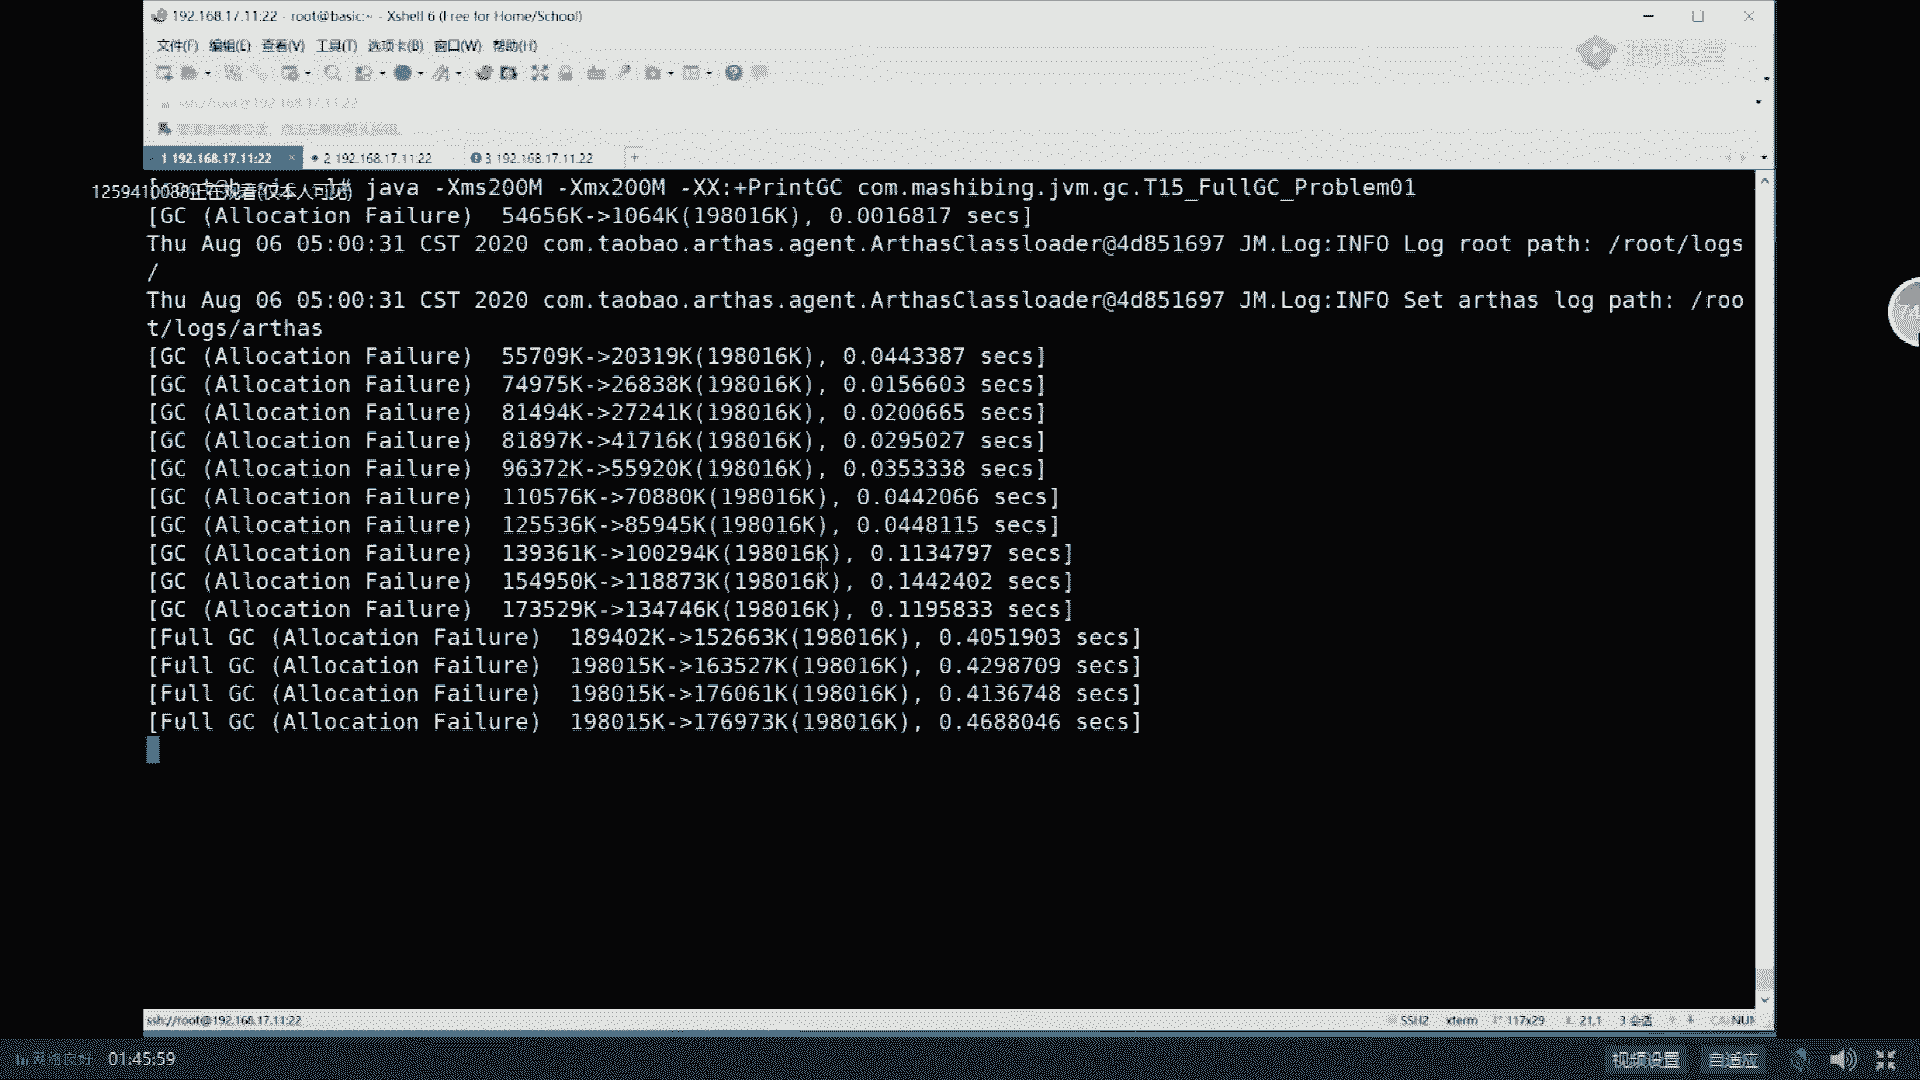 192.168.17.11:22 - root@basic:~ - Xshell 6 (Free for Home/School)
文件(F) 编辑(E) 查看(V) 工具(T) 选项卡(B) 窗口(W) 帮助(H)
ssh://root@192.168.17.11:22
1 192.168.17.11:22 × 2 192.168.17.11:22 3 192.168.17.11:22 +
1259410088正在观看(仅本人可见)
[root@basic ~]# java -Xms200M -Xmx200M -XX:+PrintGC com.mashibing.jvm.gc.T15_FullGC_Problem01
[GC (Allocation Failure)  54656K->1064K(198016K), 0.0016817 secs]
Thu Aug 06 05:00:31 CST 2020 com.taobao.arthas.agent.ArthasClassloader@4d851697 JM.Log:INFO Log root path: /root/logs
/
Thu Aug 06 05:00:31 CST 2020 com.taobao.arthas.agent.ArthasClassloader@4d851697 JM.Log:INFO Set arthas log path: /roo
t/logs/arthas
[GC (Allocation Failure)  55709K->20319K(198016K), 0.0443387 secs]
[GC (Allocation Failure)  74975K->26838K(198016K), 0.0156603 secs]
[GC (Allocation Failure)  81494K->27241K(198016K), 0.0200665 secs]
[GC (Allocation Failure)  81897K->41716K(198016K), 0.0295027 secs]
[GC (Allocation Failure)  96372K->55920K(198016K), 0.0353338 secs]
[GC (Allocation Failure)  110576K->70880K(198016K), 0.0442066 secs]
[GC (Allocation Failure)  125536K->85945K(198016K), 0.0448115 secs]
[GC (Allocation Failure)  139361K->100294K(198016K), 0.1134797 secs]
[GC (Allocation Failure)  154950K->118873K(198016K), 0.1442402 secs]
[GC (Allocation Failure)  173529K->134746K(198016K), 0.1195833 secs]
[Full GC (Allocation Failure)  189402K->152663K(198016K), 0.4051903 secs]
[Full GC (Allocation Failure)  198015K->163527K(198016K), 0.4298709 secs]
[Full GC (Allocation Failure)  198015K->176061K(198016K), 0.4136748 secs]
[Full GC (Allocation Failure)  198015K->176973K(198016K), 0.4688046 secs]
74
ssh://root@192.168.17.11:22 SSH2 xterm 117x29 21,1 3 会话 CAP NUM
01:45:59 视频设置 自适应